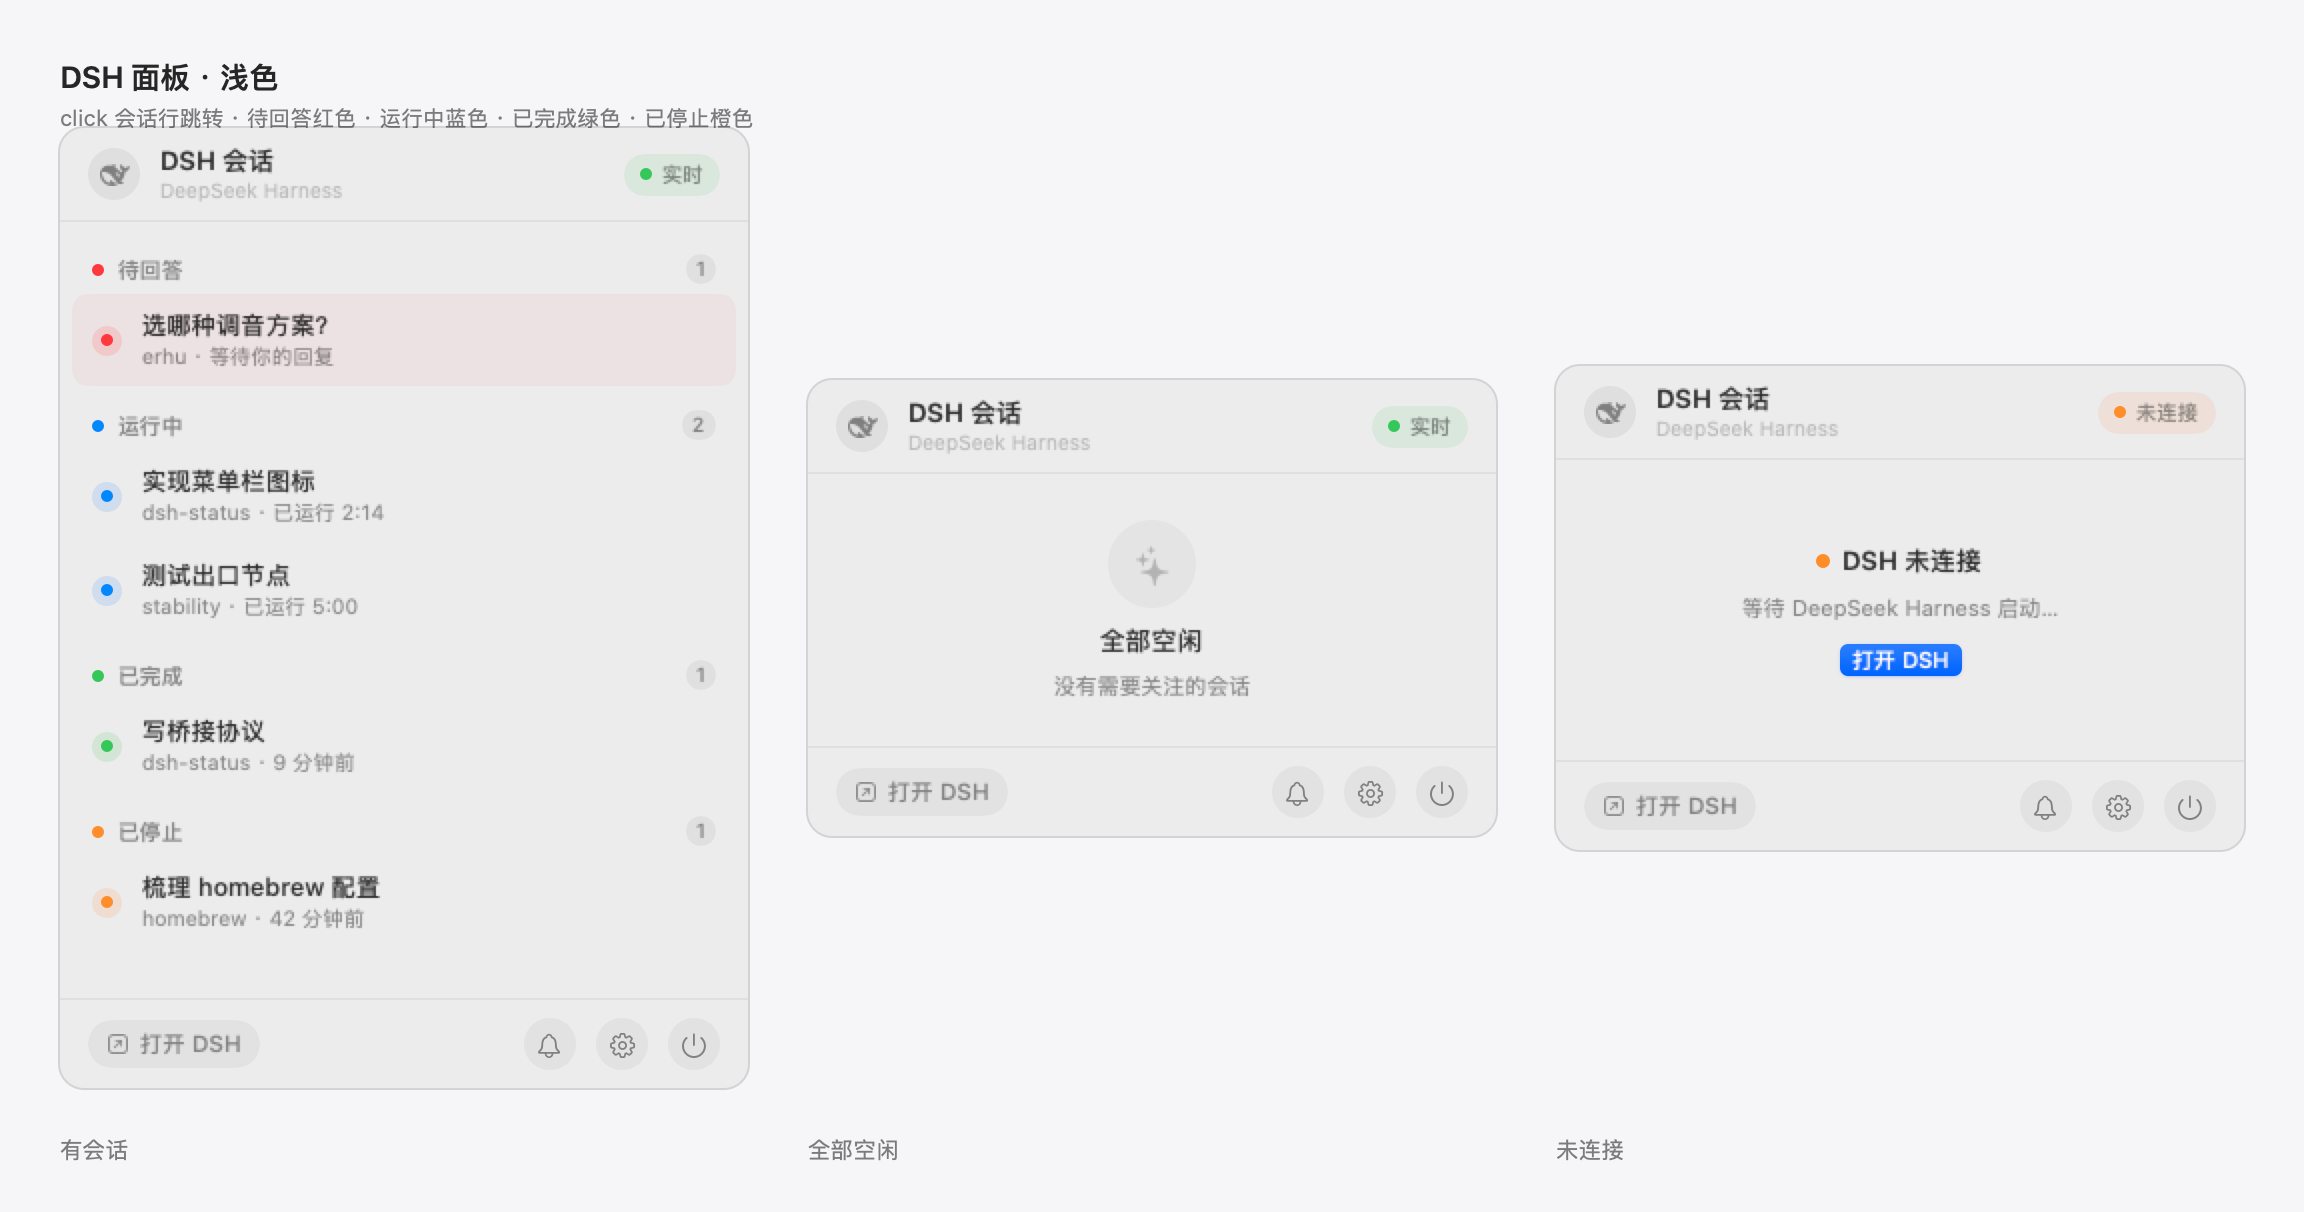 DSH 面板 · 浅色
click 会话行跳转 · 待回答红色 · 运行中蓝色 · 已完成绿色 · 已停止橙色
DSH 会话
DeepSeek Harness
实时
待回答
1
选哪种调音方案?
erhu · 等待你的回复
运行中
2
实现菜单栏图标
dsh-status · 已运行 2:14
测试出口节点
stability · 已运行 5:00
已完成
1
写桥接协议
dsh-status · 9 分钟前
已停止
1
梳理 homebrew 配置
homebrew · 42 分钟前
打开 DSH
有会话
DSH 会话
DeepSeek Harness
实时
全部空闲
没有需要关注的会话
打开 DSH
全部空闲
DSH 会话
DeepSeek Harness
未连接
DSH 未连接
等待 DeepSeek Harness 启动...
打开 DSH
打开 DSH
未连接